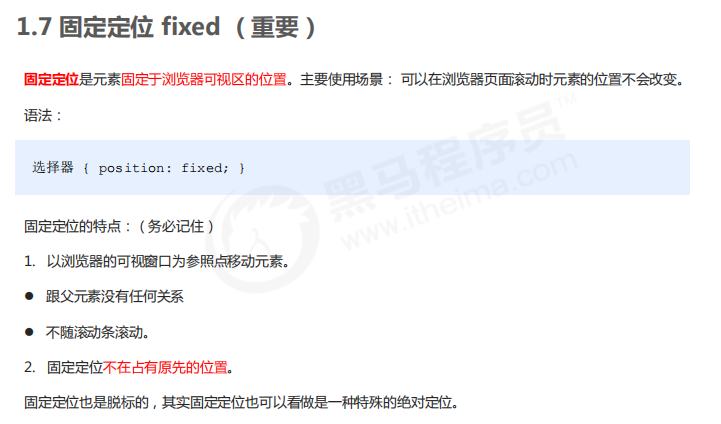 1.7 固定定位 fixed （重要）
固定定位是元素固定于浏览器可视区的位置。主要使用场景： 可以在浏览器页面滚动时元素的位置不会改变。
语法：
选择器 { position: fixed; }
固定定位的特点：（务必记住）
1. 以浏览器的可视窗口为参照点移动元素。
● 跟父元素没有任何关系
● 不随滚动条滚动。
2. 固定定位不在占有原先的位置。
固定定位也是脱标的，其实固定定位也可以看做是一种特殊的绝对定位。
黑马程序员™
www.itheima.com